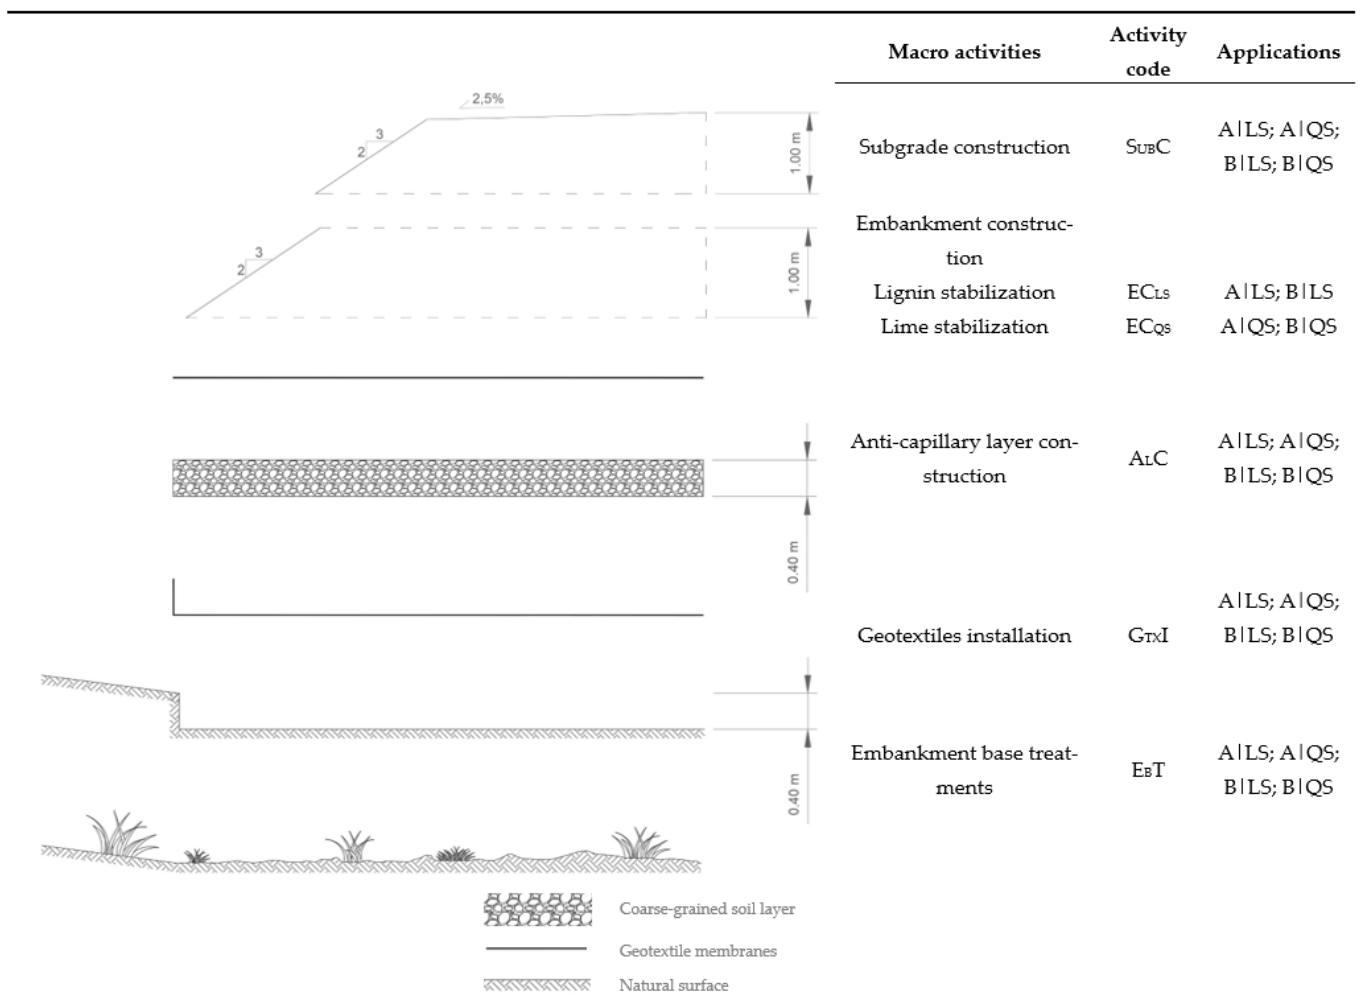 Macro activities
Activity
code
Applications
2,5%
3
2
1.00 m
Subgrade construction
SUBC
A|LS; A|QS;
B|LS; B|QS
3
2
1.00 m
Embankment construc-
tion
Lignin stabilization
ECLS
A|LS; B|LS
Lime stabilization
ECQS
A|QS; B|QS
Anti-capillary layer con-
struction
ALC
A|LS; A|QS;
B|LS; B|QS
0.40 m
Geotextiles installation
GTXI
A|LS; A|QS;
B|LS; B|QS
Embankment base treat-
ments
EBT
A|LS; A|QS;
B|LS; B|QS
0.40 m
Coarse-grained soil layer
Geotextile membranes
Natural surface